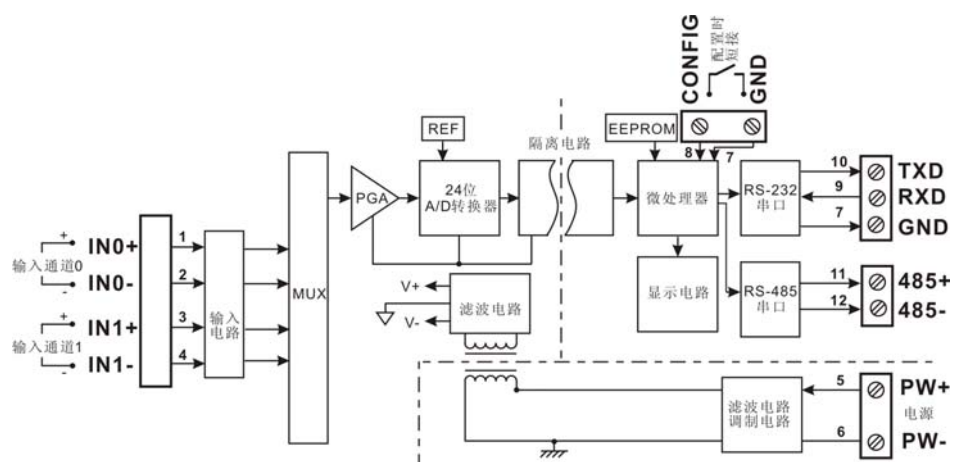 CONFIG
配置时
短接
GND
REF
隔离电路
EEPROM
8
7
24位
A/D转换器
PGA
微处理器
RS-232
串口
10
TXD
9
RXD
7
GND
+
IN0+
1
输入通道0
-
IN0-
2
+
IN1+
3
输入通道1
-
IN1-
4
输入
电路
MUX
V+
V-
滤波电路
显示电路
RS-485
串口
11
485+
12
485-
滤波电路
调制电路
5
PW+
电源
6
PW-